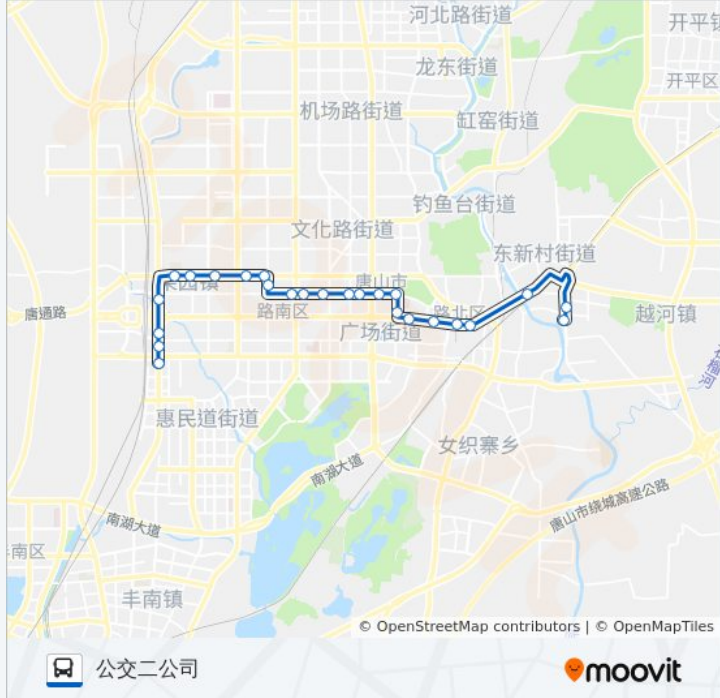 河北路街道
开平
龙东街道
开平区
机场路街道
缸窑街道
钓鱼台街道
文化路街道
东新村街道
西镇
唐山市
唐通路
路南区
路北区
越河镇
广场街道
惠民道街道
女织寨乡
南湖大道
唐山市绕城高速公路
南湖大道
南区
丰南镇
© OpenStreetMap contributors | © OpenMapTiles
公交二公司
moovit